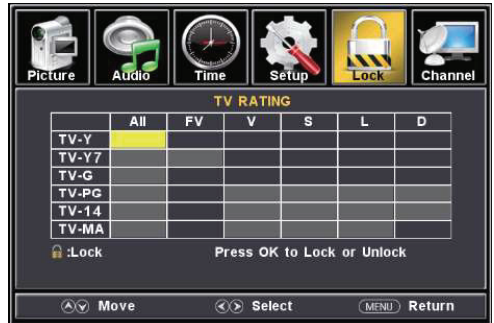 Picture Audio Time Setup Lock Channel
TV RATING
All FV V S L D
TV-Y
TV-Y7
TV-G
TV-PG
TV-14
TV-MA
:Lock Press OK to Lock or Unlock
Move Select MENU Return